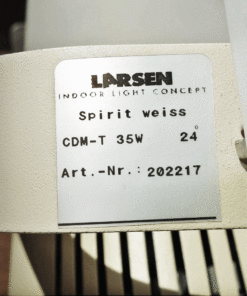 LARSEN
INDOOR LIGHT CONCEPT
Spirit weiss
CDM-T 35W 24°
Art.-Nr.: 202217